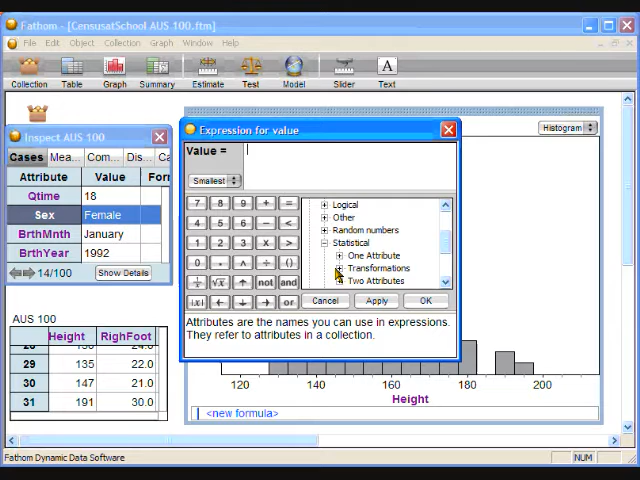 Fathom - [CensusatSchool AUS 100.ftm]
File Edit Object Collection Graph Window Help
Collection Table Graph Summary Estimate Test Model Slider Text
Inspect AUS 100
Cases Mea... Com... Dis... Ca
Attribute Value For
Qtime 18
Sex Female
BrthMnth January
BrthYear 1992
14/100 Show Details
AUS 100
Height RighFoot
29 135 22.0
30 147 21.0
31 191 30.0
Expression for value
Value =
Smallest
7 8 9 + =
4 5 6 − <
1 2 3 x >
0 . ^ ÷ ()
not and
|x| or
Logical
Other
Random numbers
Statistical
One Attribute
Transformations
Two Attributes
Cancel Apply OK
Attributes are the names you can use in expressions.
They refer to attributes in a collection.
Histogram
120 140 160 180 200
Height
<new formula>
Fathom Dynamic Data Software NUM